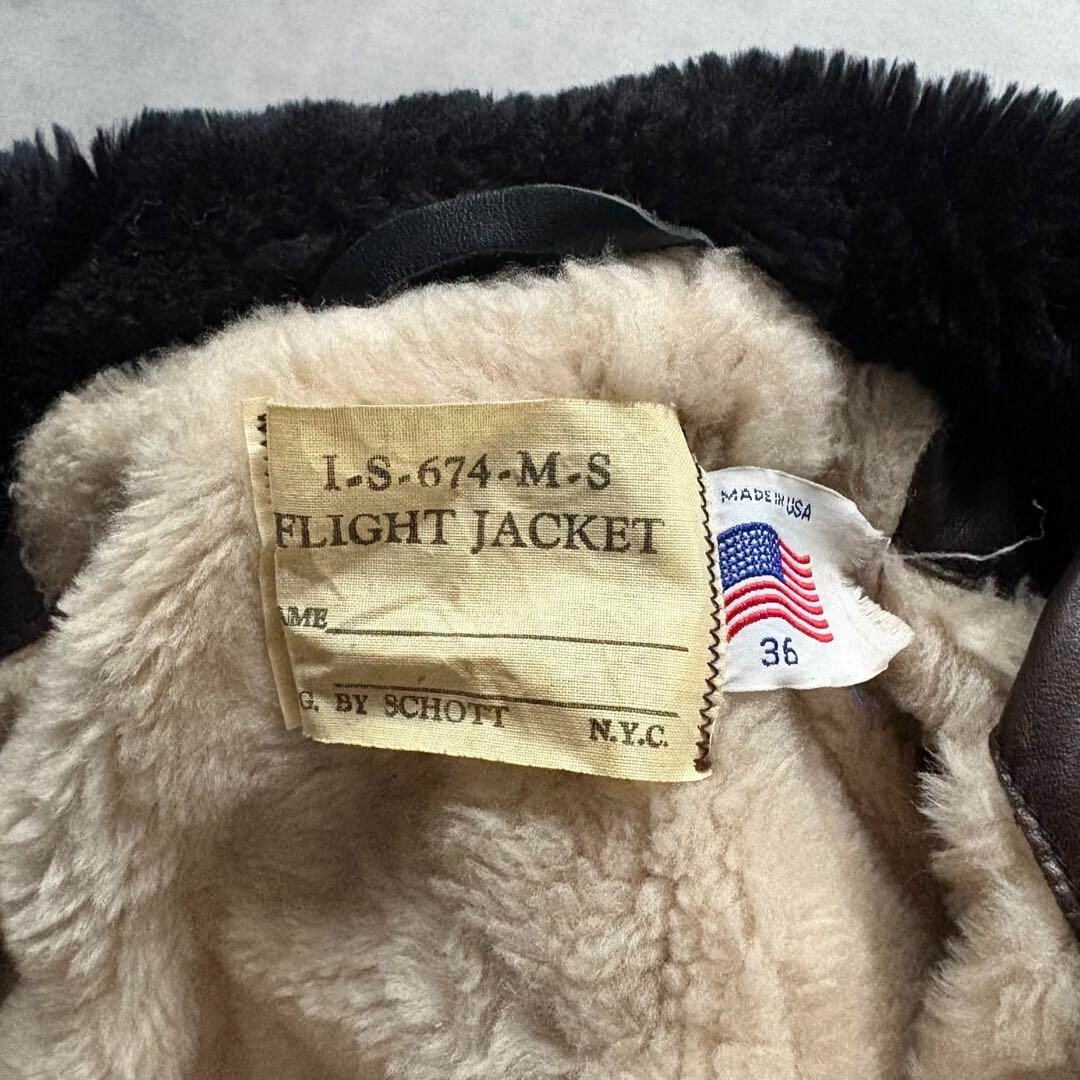 I-S-674-M-S
FLIGHT JACKET
AME
G. BY SCHOTT
N.Y.C.
MADE IN USA
36